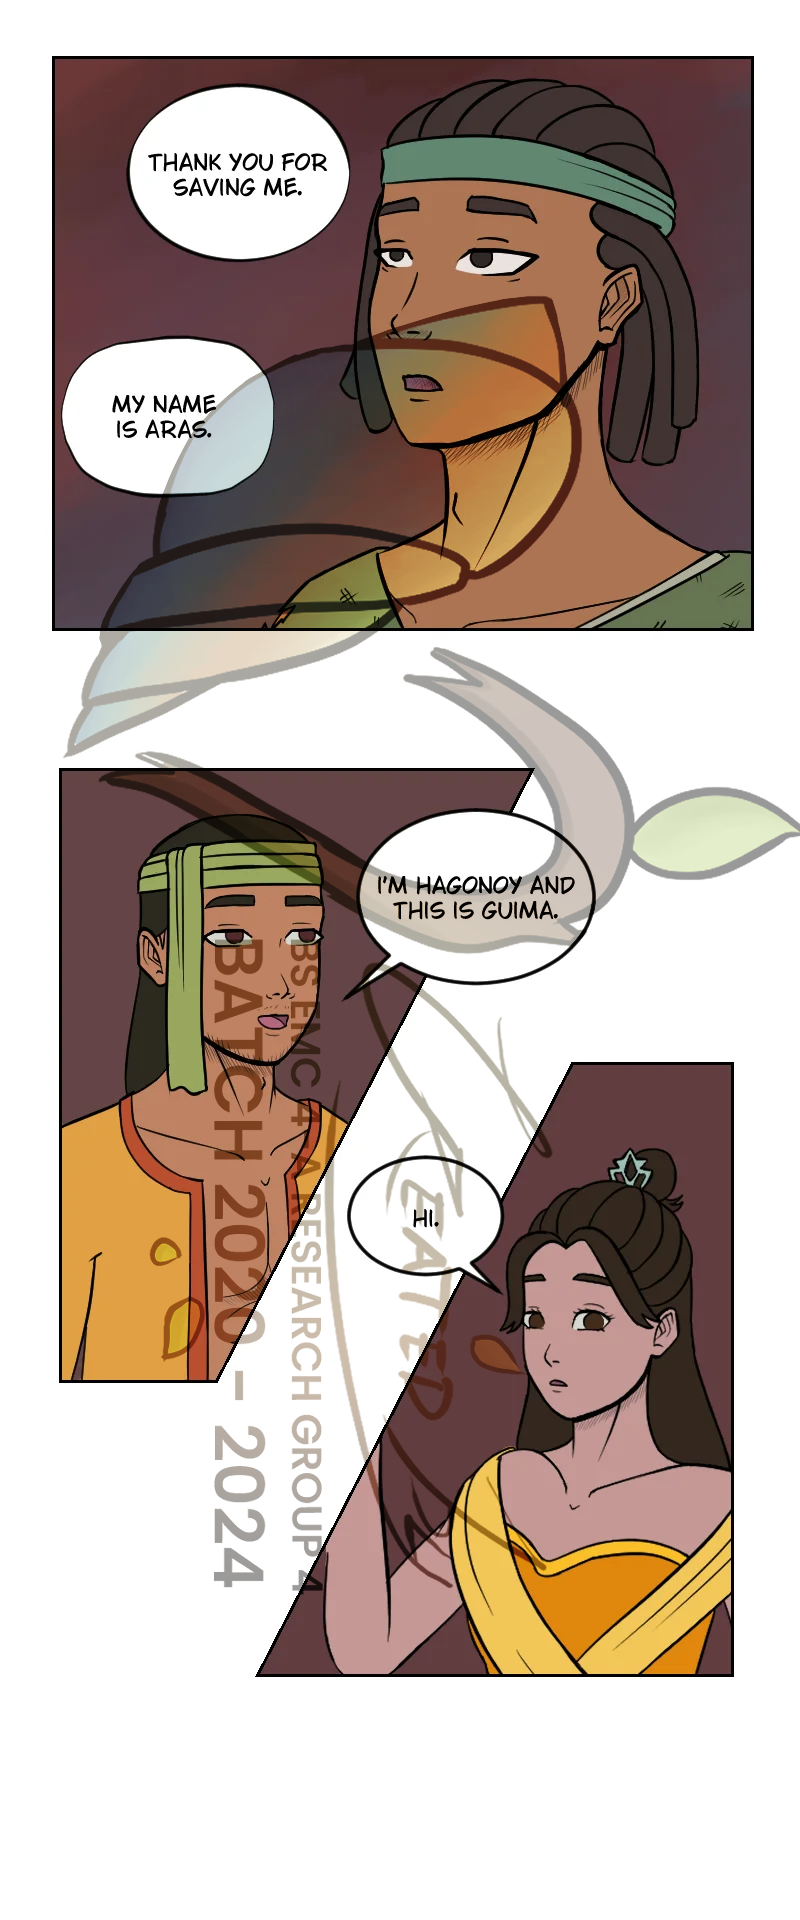 THANK YOU FOR
SAVING ME.
MY NAME
IS ARAS.
I'M HAGONOY AND
THIS IS GUIMA.
HI.
BS EMC 4A RESEARCH GROUP 4
BATCH 2020 – 2024